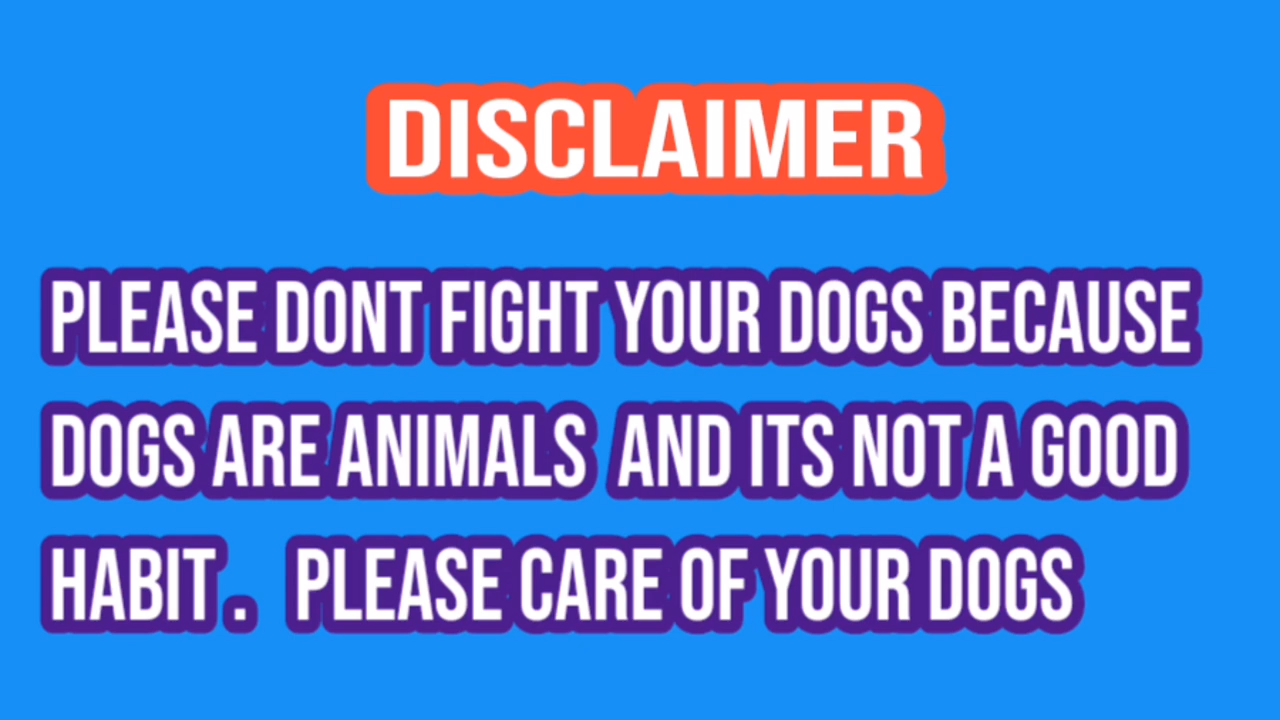 DISCLAIMER
PLEASE DONT FIGHT YOUR DOGS BECAUSE
DOGS ARE ANIMALS AND ITS NOT A GOOD
HABIT. PLEASE CARE OF YOUR DOGS